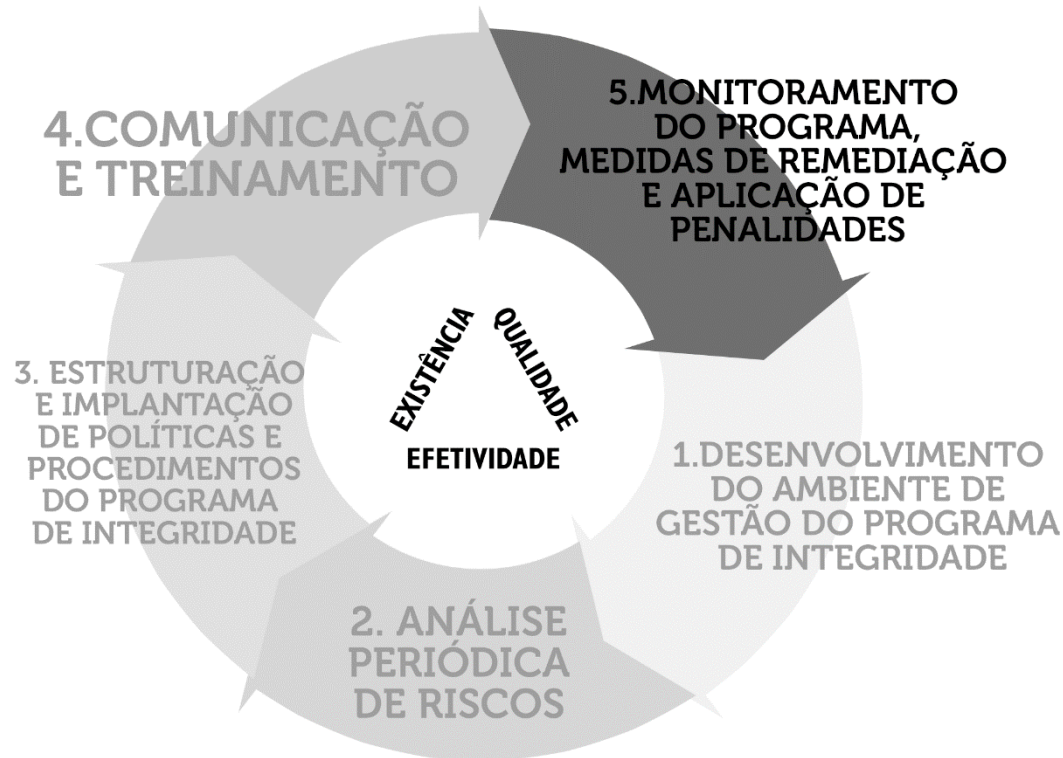 4.COMUNICAÇÃO
E TREINAMENTO
5.MONITORAMENTO
DO PROGRAMA,
MEDIDAS DE REMEDIAÇÃO
E APLICAÇÃO DE
PENALIDADES
3. ESTRUTURAÇÃO
E IMPLANTAÇÃO
DE POLÍTICAS E
PROCEDIMENTOS
DO PROGRAMA
DE INTEGRIDADE
EXISTÊNCIA
QUALIDADE
EFETIVIDADE
1.DESENVOLVIMENTO
DO AMBIENTE DE
GESTÃO DO PROGRAMA
DE INTEGRIDADE
2. ANÁLISE
PERIÓDICA
DE RISCOS